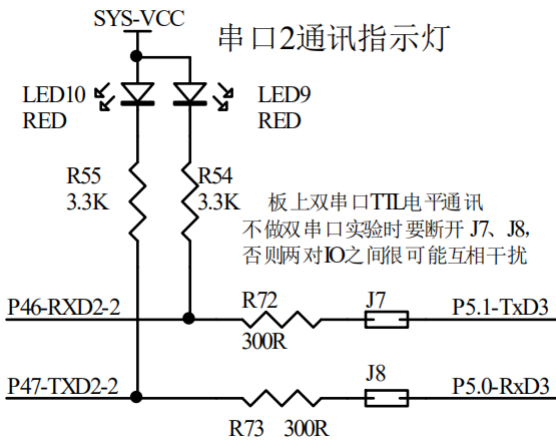 SYS-VCC
串口2通讯指示灯
LED10
RED
LED9
RED
R55
3.3K
R54
3.3K
板上双串口TTL电平通讯
不做双串口实验时要断开 J7、J8,
否则两对IO之间很可能互相干扰
P46-RXD2-2
R72
300R
J7
P5.1-TxD3
P47-TXD2-2
R73 300R
J8
P5.0-RxD3